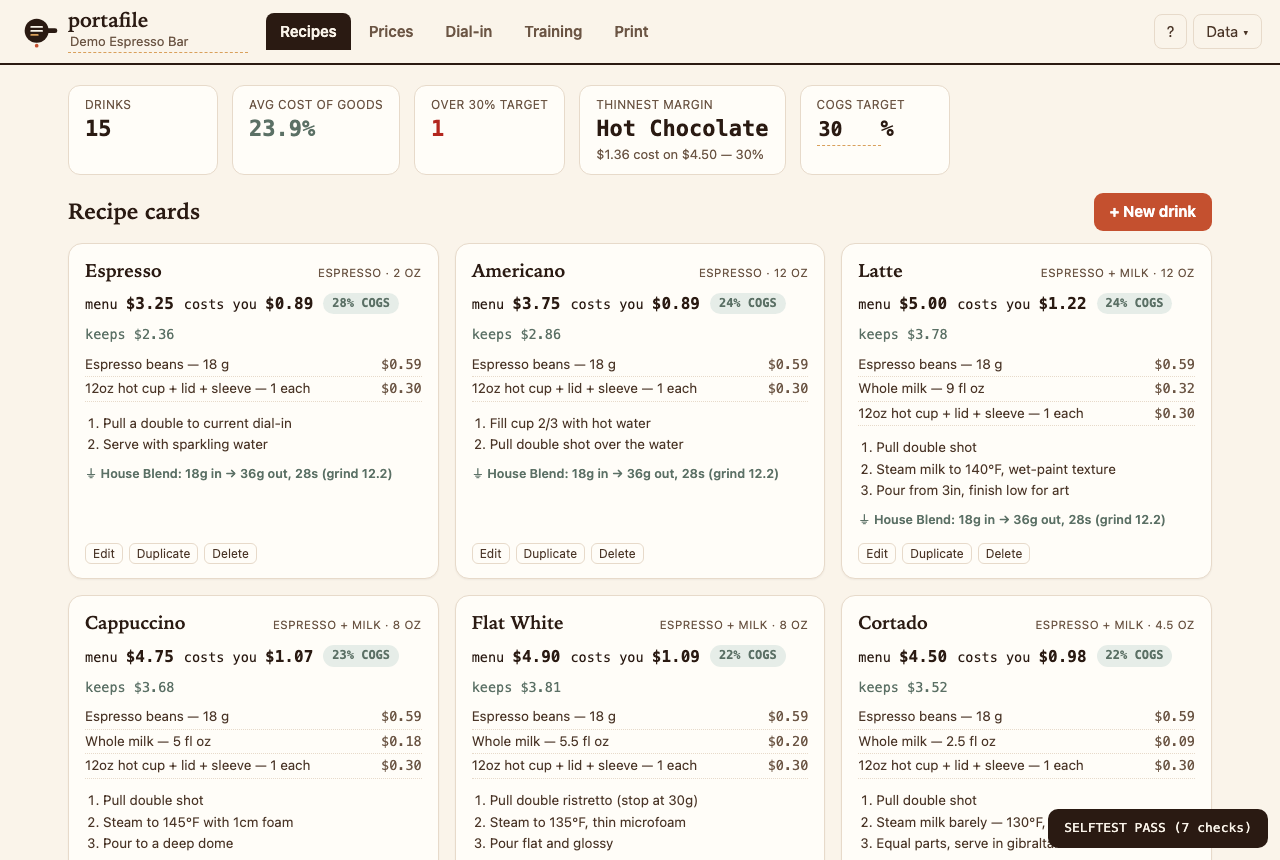 portafile
Demo Espresso Bar
Recipes Prices Dial-in Training Print
? Data ▾
DRINKS
15
AVG COST OF GOODS
23.9%
OVER 30% TARGET
1
THINNEST MARGIN
Hot Chocolate
$1.36 cost on $4.50 — 30%
COGS TARGET
30 %
Recipe cards
+ New drink
Espresso ESPRESSO · 2 OZ
menu $3.25 costs you $0.89 28% COGS
keeps $2.36
Espresso beans — 18 g $0.59
12oz hot cup + lid + sleeve — 1 each $0.30
1. Pull a double to current dial-in
2. Serve with sparkling water
⏚ House Blend: 18g in → 36g out, 28s (grind 12.2)
Edit Duplicate Delete
Americano ESPRESSO · 12 OZ
menu $3.75 costs you $0.89 24% COGS
keeps $2.86
Espresso beans — 18 g $0.59
12oz hot cup + lid + sleeve — 1 each $0.30
1. Fill cup 2/3 with hot water
2. Pull double shot over the water
⏚ House Blend: 18g in → 36g out, 28s (grind 12.2)
Edit Duplicate Delete
Latte ESPRESSO + MILK · 12 OZ
menu $5.00 costs you $1.22 24% COGS
keeps $3.78
Espresso beans — 18 g $0.59
Whole milk — 9 fl oz $0.32
12oz hot cup + lid + sleeve — 1 each $0.30
1. Pull double shot
2. Steam milk to 140°F, wet-paint texture
3. Pour from 3in, finish low for art
⏚ House Blend: 18g in → 36g out, 28s (grind 12.2)
Edit Duplicate Delete
Cappuccino ESPRESSO + MILK · 8 OZ
menu $4.75 costs you $1.07 23% COGS
keeps $3.68
Espresso beans — 18 g $0.59
Whole milk — 5 fl oz $0.18
12oz hot cup + lid + sleeve — 1 each $0.30
1. Pull double shot
2. Steam to 145°F with 1cm foam
3. Pour to a deep dome
Flat White ESPRESSO + MILK · 8 OZ
menu $4.90 costs you $1.09 22% COGS
keeps $3.81
Espresso beans — 18 g $0.59
Whole milk — 5.5 fl oz $0.20
12oz hot cup + lid + sleeve — 1 each $0.30
1. Pull double ristretto (stop at 30g)
2. Steam to 135°F, thin microfoam
3. Pour flat and glossy
Cortado ESPRESSO + MILK · 4.5 OZ
menu $4.50 costs you $0.98 22% COGS
keeps $3.52
Espresso beans — 18 g $0.59
Whole milk — 2.5 fl oz $0.09
12oz hot cup + lid + sleeve — 1 each $0.30
1. Pull double shot
2. Steam milk barely — 130°F,
3. Equal parts, serve in
SELFTEST PASS (7 checks)